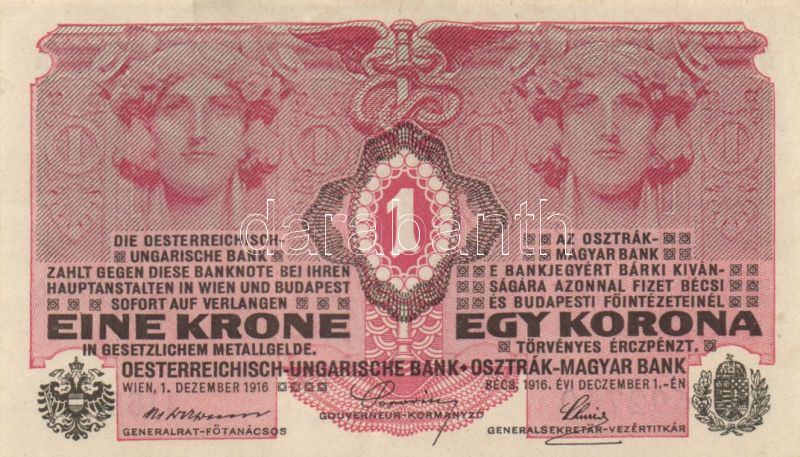 1
darabanth
DIE OESTERREICHISCH-
UNGARISCHE BANK
ZAHLT GEGEN DIESE BANKNOTE BEI IHREN
HAUPTANSTALTEN IN WIEN UND BUDAPEST
SOFORT AUF VERLANGEN
EINE KRONE
IN GESETZLICHEM METALLGELDE.
AZ OSZTRÁK-
MAGYAR BANK
E BANKJEGYÉRT BÁRKI KIVÁN-
SÁGÁRA AZONNAL FIZET BÉCSI
ÉS BUDAPESTI FŐINTÉZETEINÉL
EGY KORONA
TÖRVÉNYES ÉRCZPÉNZT.
OESTERREICHISCH-UNGARISCHE BANK • OSZTRÁK-MAGYAR BANK
WIEN, 1. DEZEMBER 1916
BÉCS, 1916. ÉVI DECZEMBER 1.-ÉN
GENERALRAT-FŐTANÁCSOS
GOUVERNEUR-KORMÁNYZÓ
GENERALSEKRETÄR-VEZÉRTITKÁR